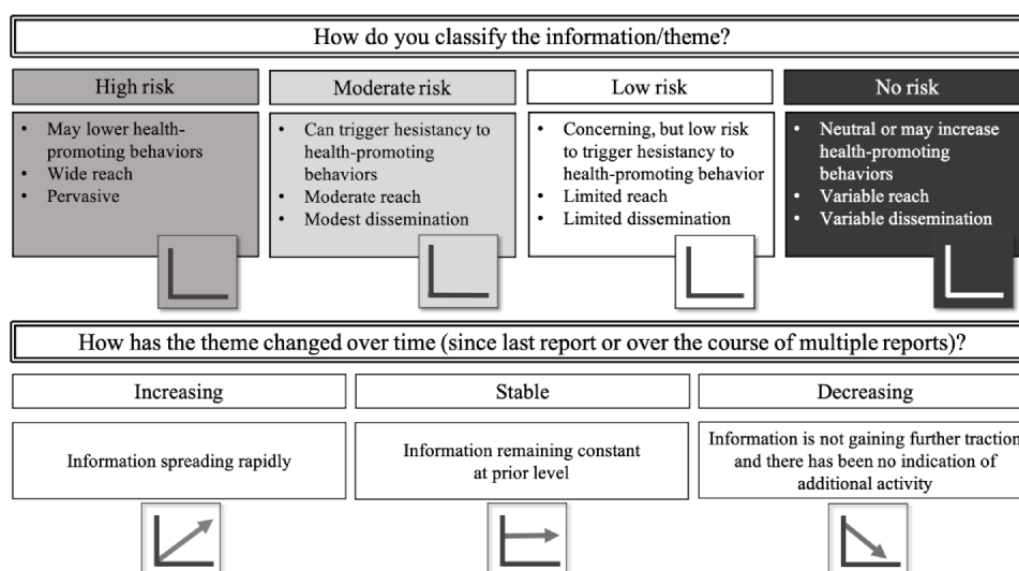 How do you classify the information/theme?
High risk
• May lower health-
promoting behaviors
• Wide reach
• Pervasive
Moderate risk
• Can trigger hesistancy to
health-promoting
behaviors
• Moderate reach
• Modest dissemination
Low risk
• Concerning, but low risk
to trigger hesistancy to
health-promoting behavior
• Limited reach
• Limited dissemination
No risk
• Neutral or may increase
health-promoting
behaviors
• Variable reach
• Variable dissemination
How has the theme changed over time (since last report or over the course of multiple reports)?
Increasing
Information spreading rapidly
Stable
Information remaining constant
at prior level
Decreasing
Information is not gaining further traction
and there has been no indication of
additional activity